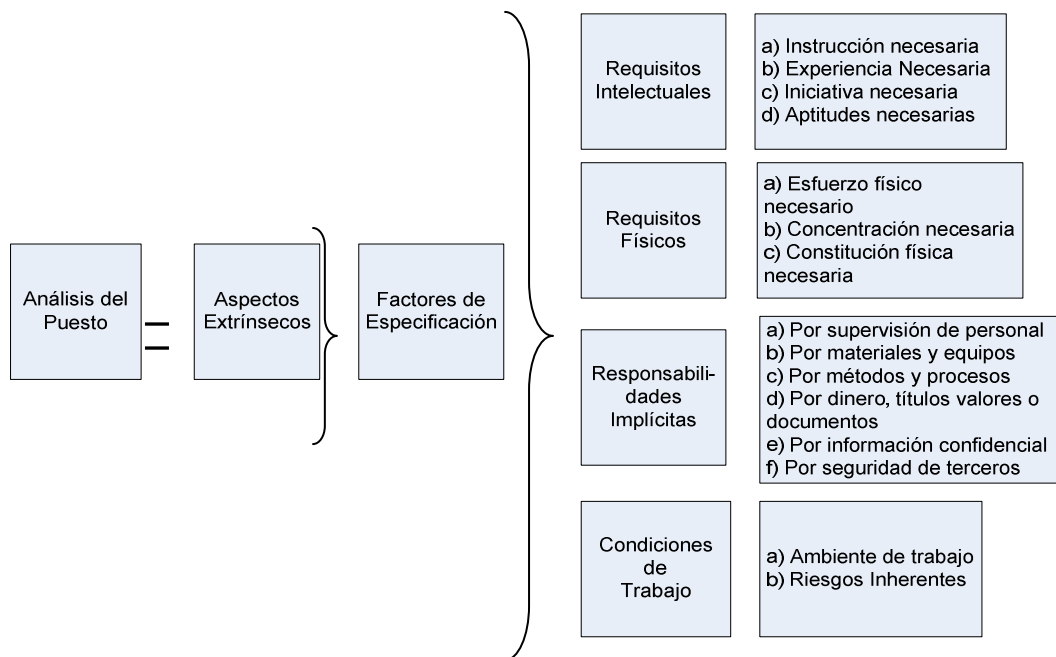 Análisis del
Puesto
=
Aspectos
Extrínsecos
Factores de
Especificación
Requisitos
Intelectuales
a) Instrucción necesaria
b) Experiencia Necesaria
c) Iniciativa necesaria
d) Aptitudes necesarias
Requisitos
Físicos
a) Esfuerzo físico
necesario
b) Concentración necesaria
c) Constitución física
necesaria
Responsabili-
dades
Implícitas
a) Por supervisión de personal
b) Por materiales y equipos
c) Por métodos y procesos
d) Por dinero, títulos valores o
documentos
e) Por información confidencial
f) Por seguridad de terceros
Condiciones
de
Trabajo
a) Ambiente de trabajo
b) Riesgos Inherentes